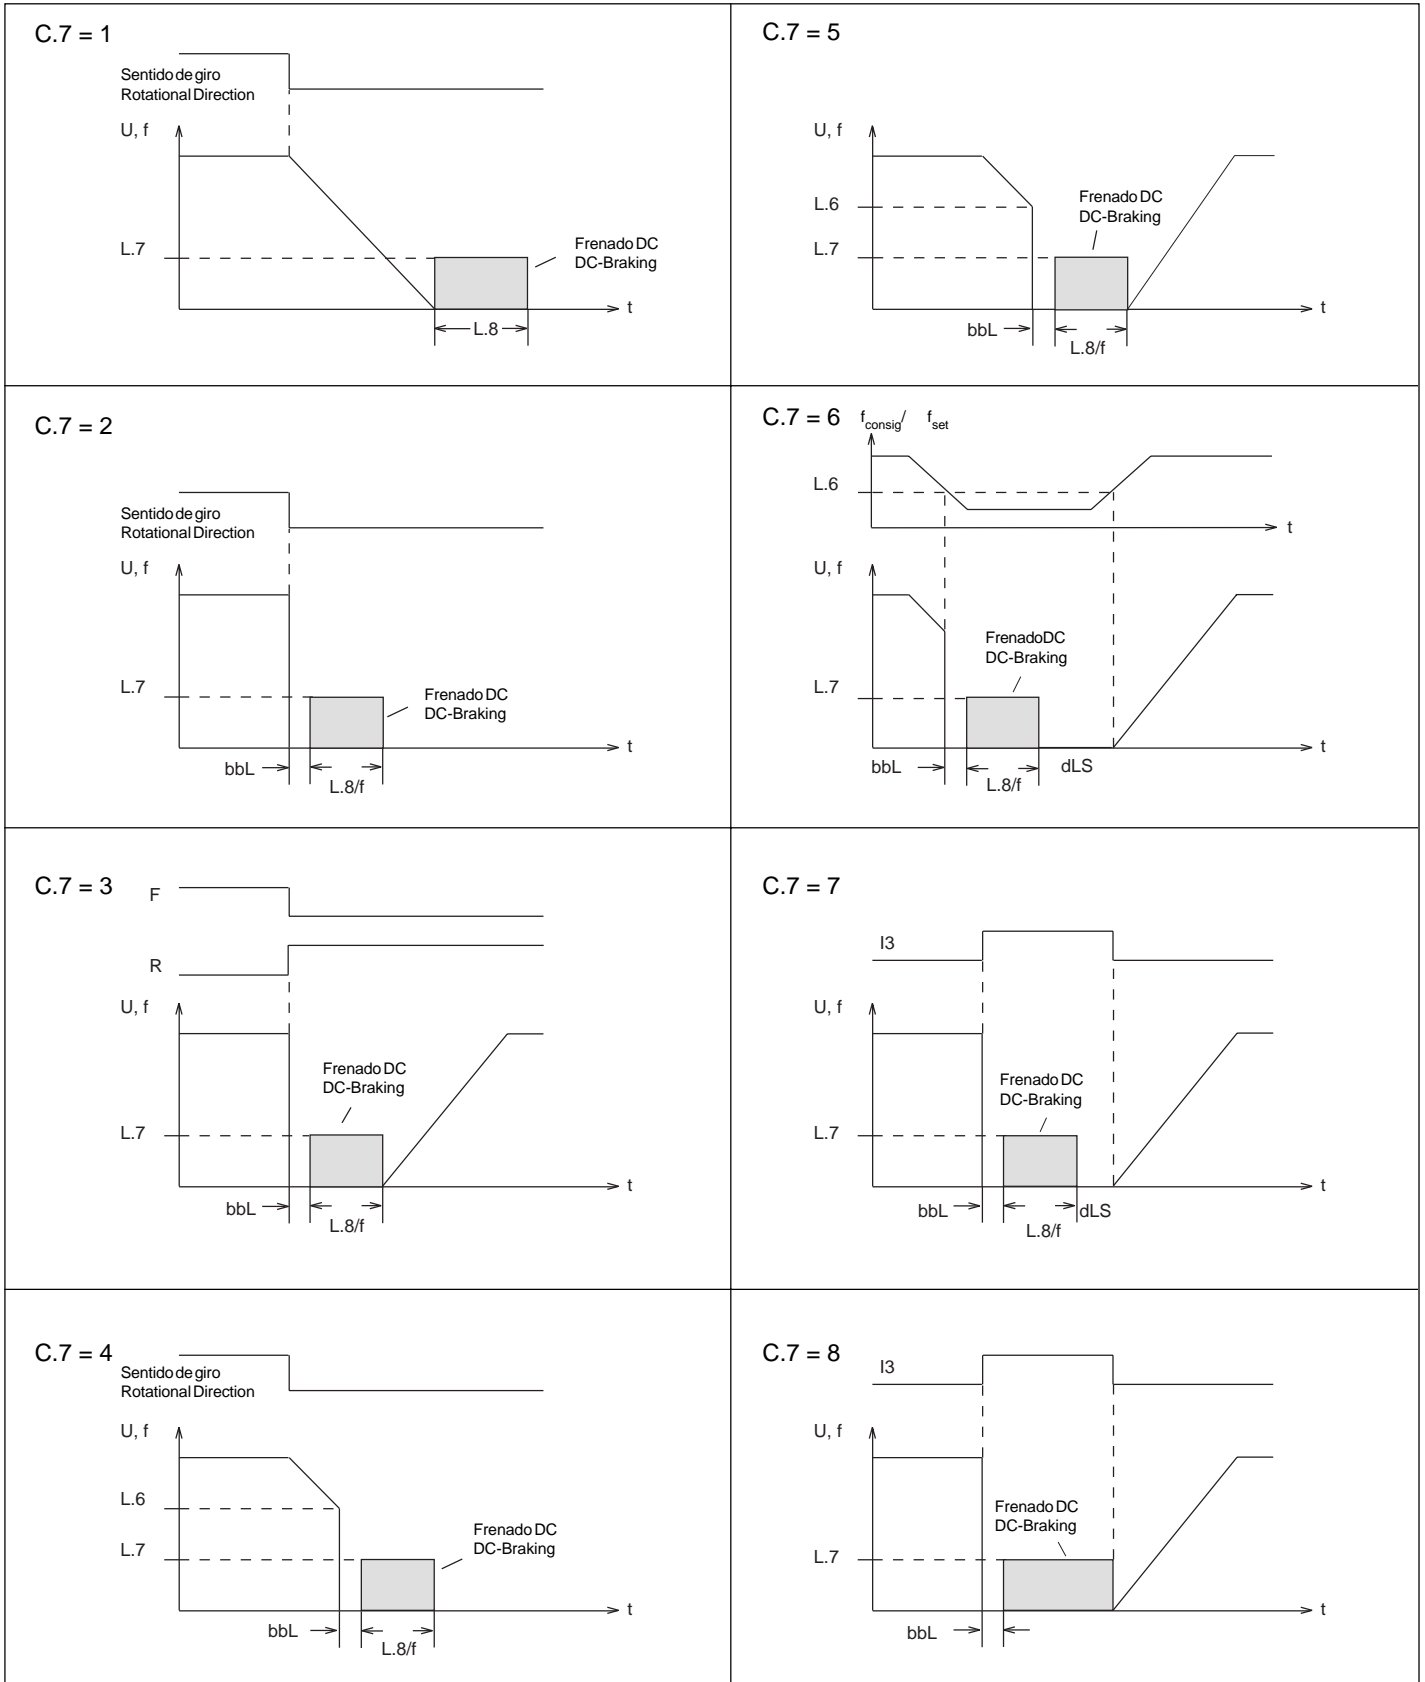 C.7 = 1
Sentido de giro
Rotational Direction
U, f
L.7
Frenado DC
DC-Braking
t
L.8
C.7 = 5
U, f
L.6
L.7
Frenado DC
DC-Braking
t
bbL
L.8/f
C.7 = 2
Sentido de giro
Rotational Direction
U, f
L.7
Frenado DC
DC-Braking
t
bbL
L.8/f
C.7 = 6 fconsig/ fset
L.6
t
U, f
FrenadoDC
DC-Braking
L.7
t
bbL
dLS
L.8/f
C.7 = 3
F
R
U, f
Frenado DC
DC-Braking
L.7
t
bbL
L.8/f
C.7 = 7
I3
U, f
Frenado DC
DC-Braking
L.7
t
bbL
dLS
L.8/f
C.7 = 4
Sentido de giro
Rotational Direction
U, f
L.6
L.7
Frenado DC
DC-Braking
t
bbL
L.8/f
C.7 = 8
I3
U, f
Frenado DC
DC-Braking
L.7
t
bbL